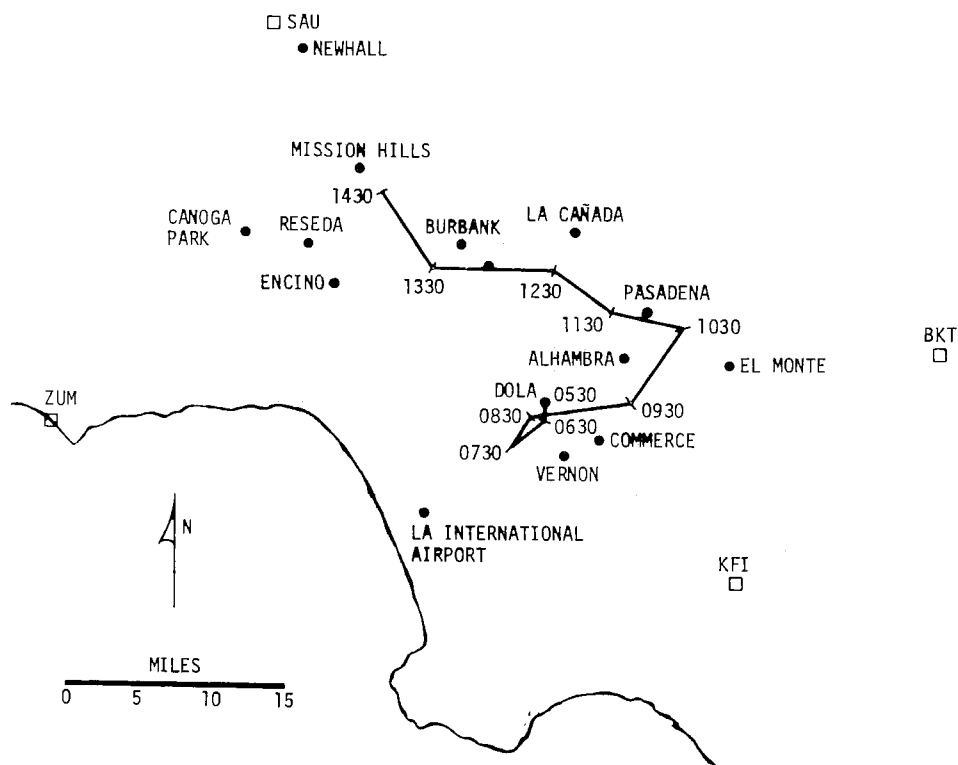 SAU
NEWHALL
MISSION HILLS
1430
CANOGA
PARK
RESEDA
BURBANK
LA CAÑADA
ENCINO
1330
1230
PASADENA
1130
1030
BKT
ALHAMBRA
EL MONTE
ZUM
DOLA
0530
0830
0630
0930
COMMERCE
0730
VERNON
N
LA INTERNATIONAL
AIRPORT
KFI
MILES
0 5 10 15